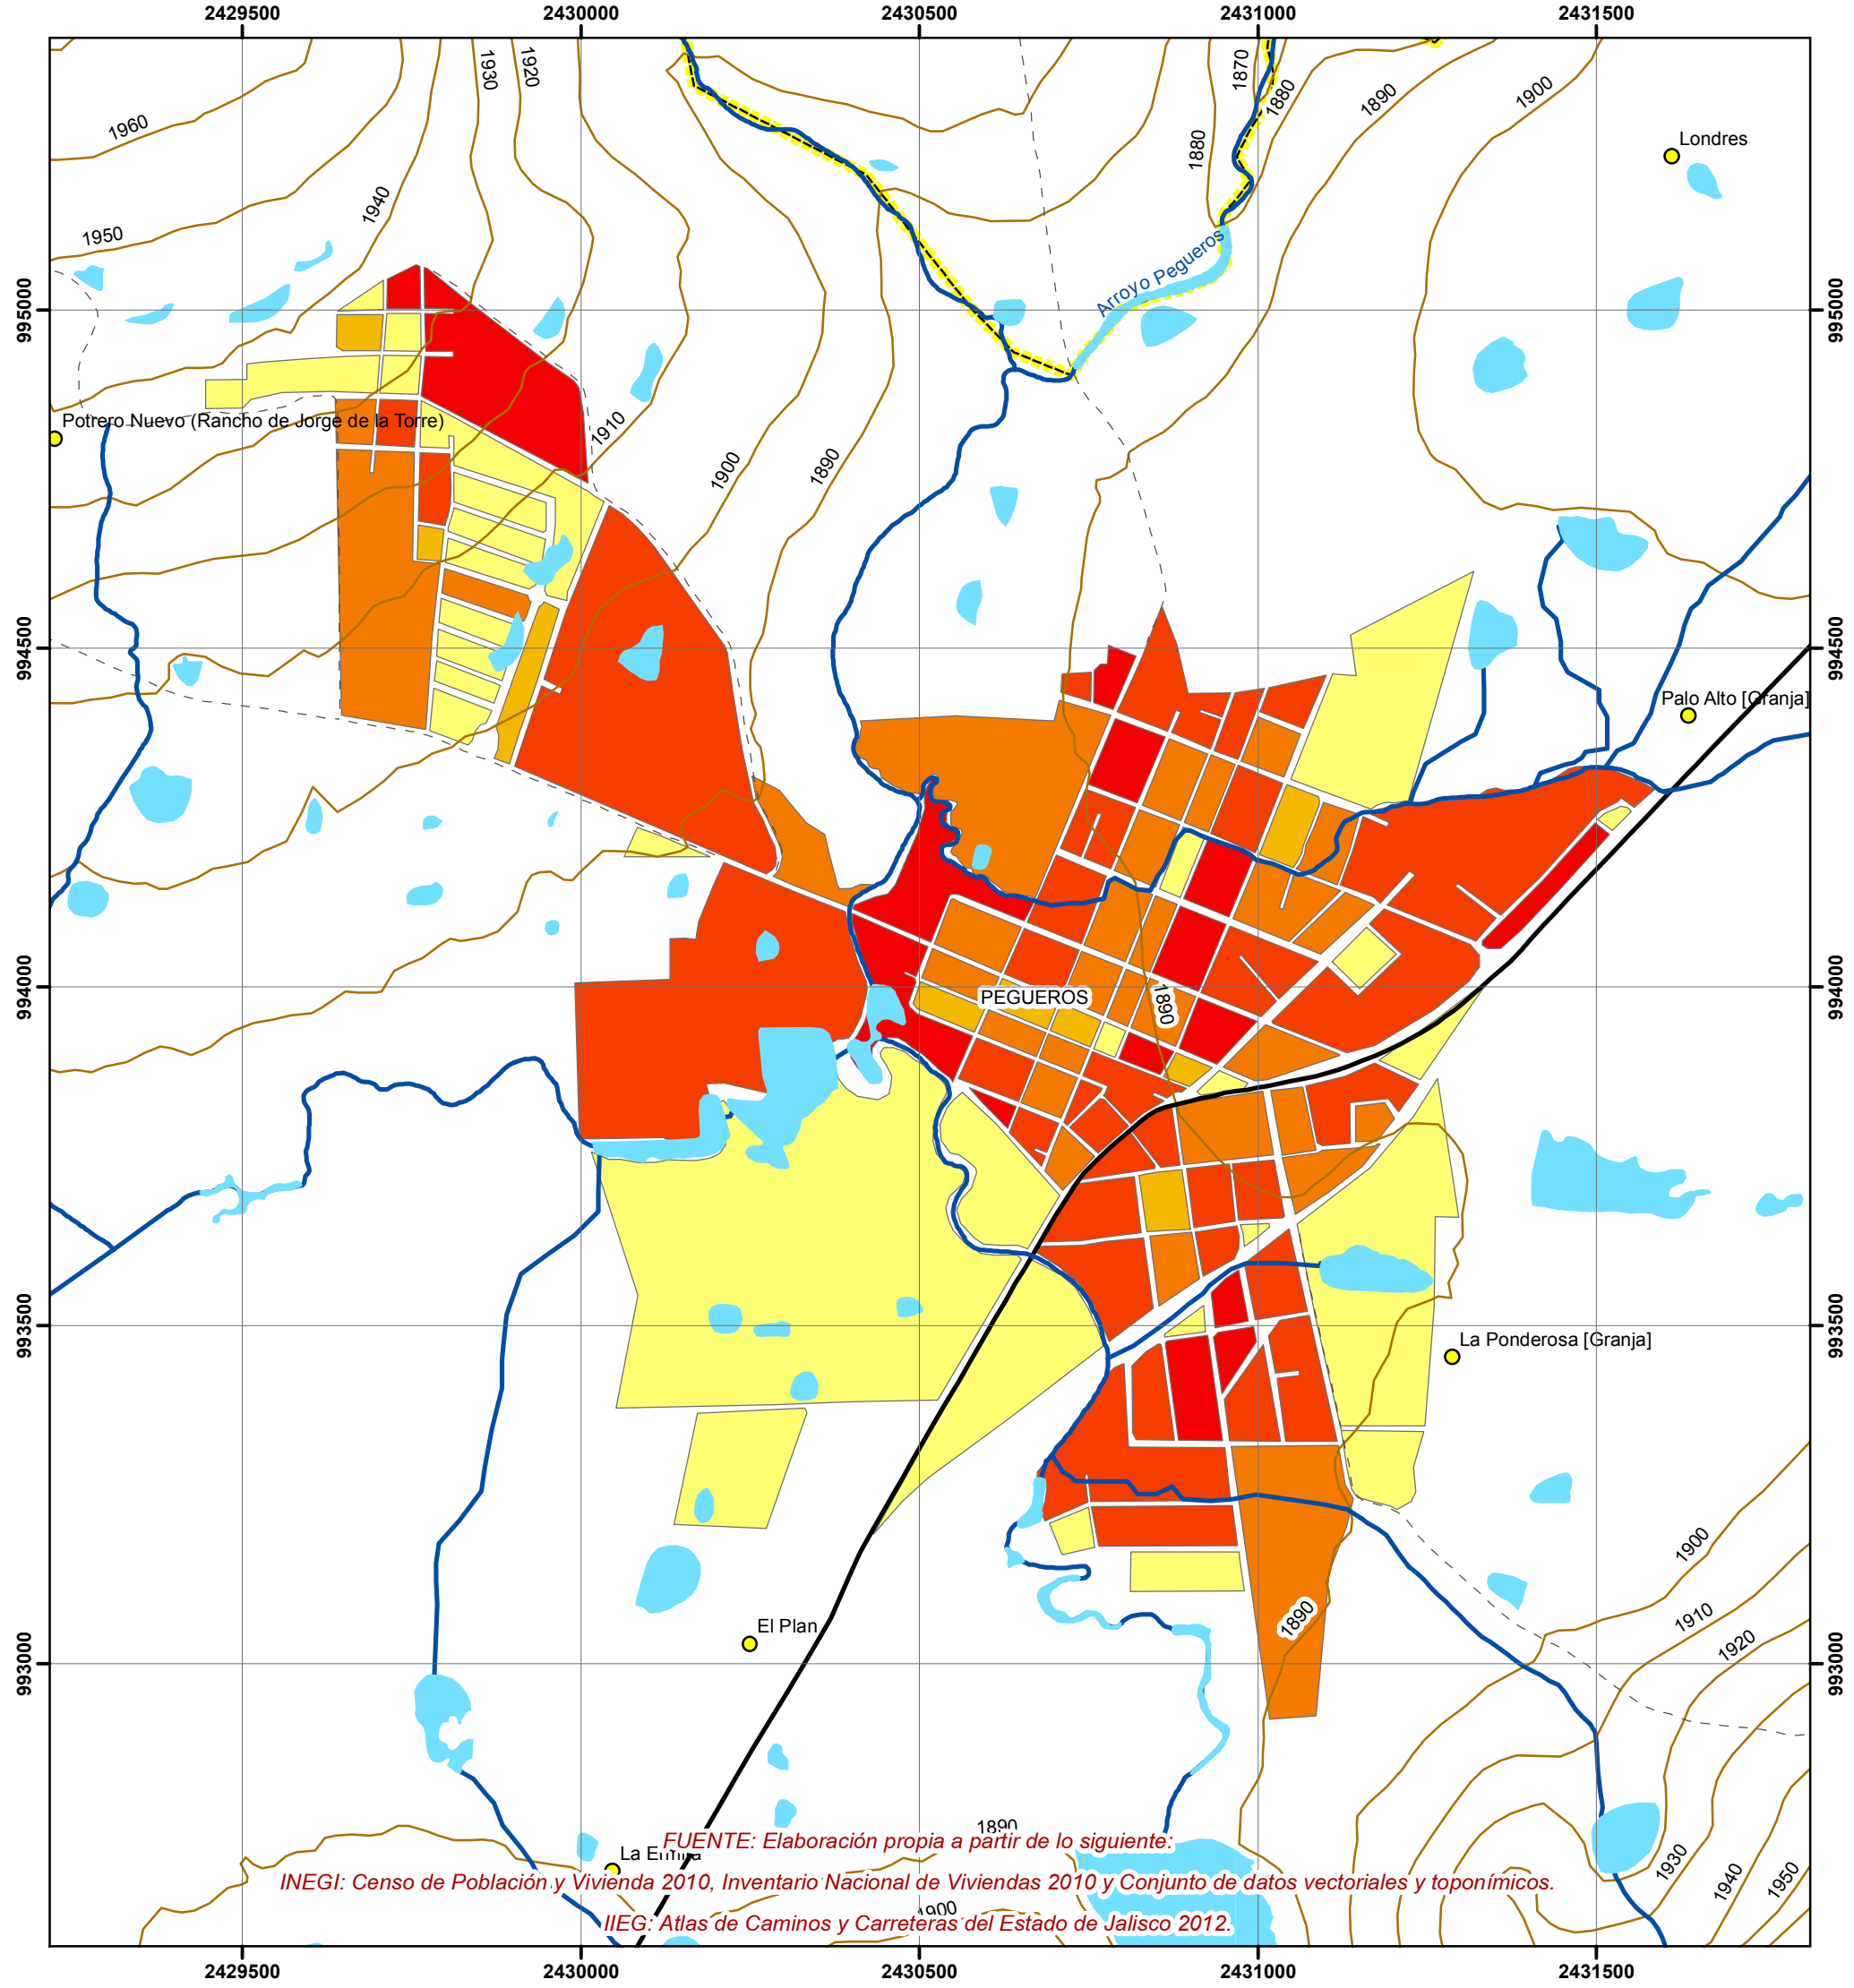 2429500 2430000 2430500 2431000 2431500
1930
1920
1870
1880
1890
1900
1960
Londres
1880
1940
1950
Arroyo Pegueros
995000
995000
Potrero Nuevo (Rancho de Jorge de la Torre)
1910
1900
1890
994500
994500
Palo Alto [Granja]
994000
994000
PEGUEROS
1890
993500
993500
La Ponderosa [Granja]
1900
1910
1890
El Plan
1920
993000
993000
1890
FUENTE: Elaboración propia a partir de lo siguiente:
La Ermita
1930
1940
1950
INEGI: Censo de Población y Vivienda 2010, Inventario Nacional de Viviendas 2010 y Conjunto de datos vectoriales y toponímicos.
1900
IIEG: Atlas de Caminos y Carreteras del Estado de Jalisco 2012.
2429500 2430000 2430500 2431000 2431500